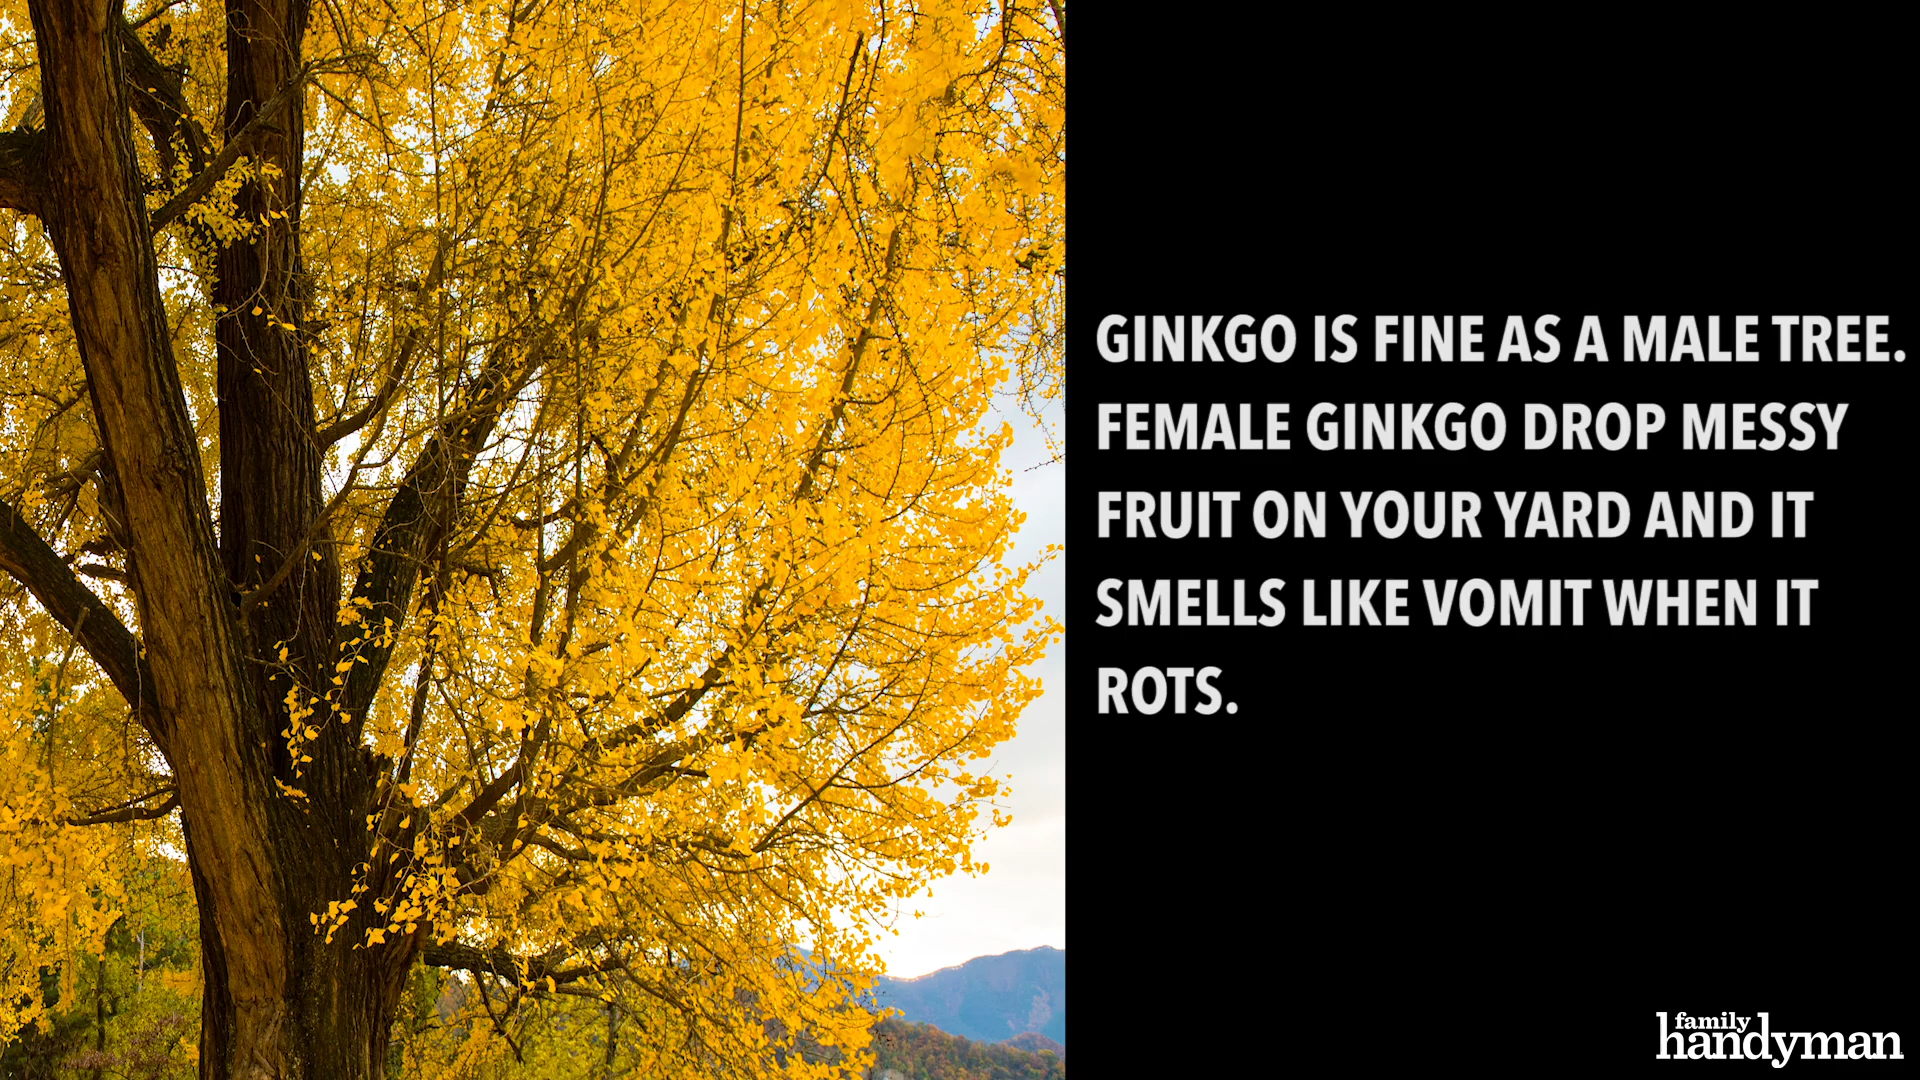 GINKGO IS FINE AS A MALE TREE.
FEMALE GINKGO DROP MESSY
FRUIT ON YOUR YARD AND IT
SMELLS LIKE VOMIT WHEN IT
ROTS.
family
handyman